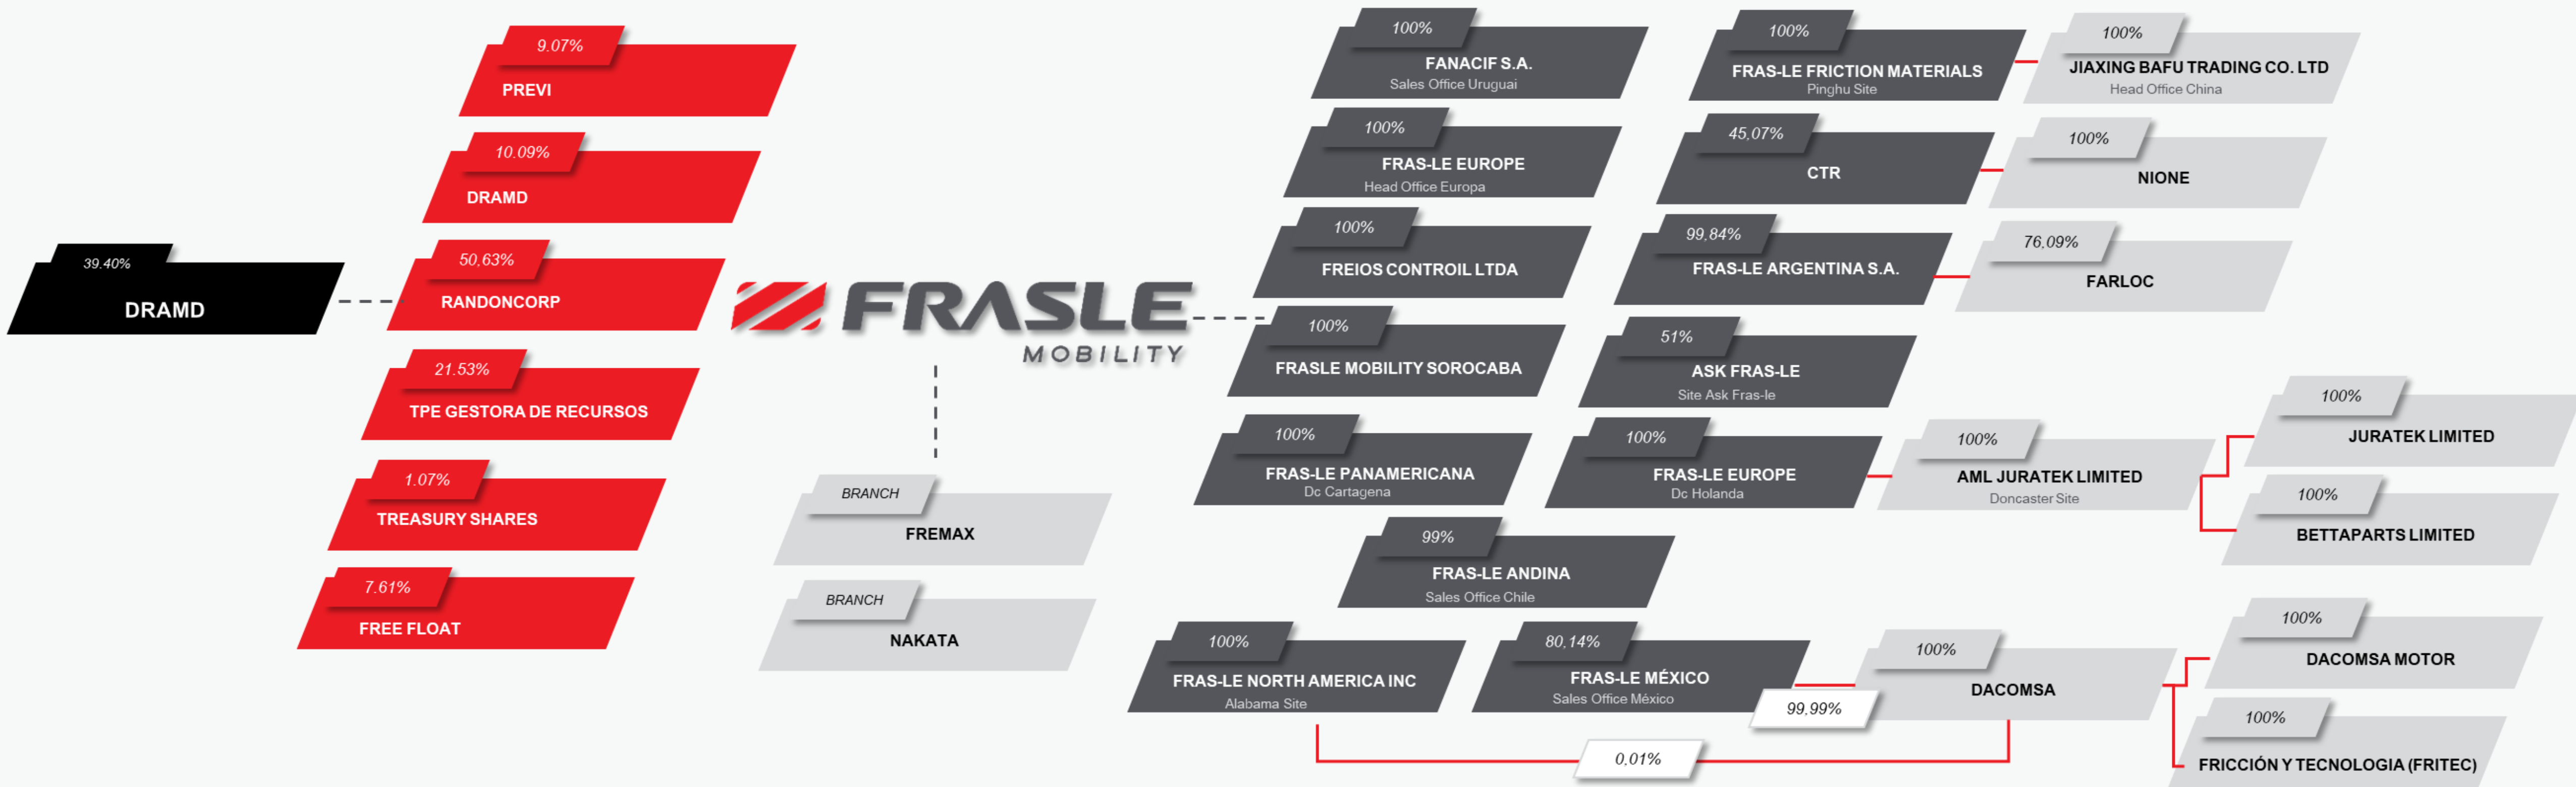 39.40%
DRAMD
9.07%
PREVI
10.09%
DRAMD
50,63%
RANDONCORP
21.53%
TPE GESTORA DE RECURSOS
1.07%
TREASURY SHARES
7.61%
FREE FLOAT
FRASLE
MOBILITY
BRANCH
FREMAX
BRANCH
NAKATA
100%
FANACIF S.A.
Sales Office Uruguai
100%
FRAS-LE EUROPE
Head Office Europa
100%
FREIOS CONTROIL LTDA
100%
FRASLE MOBILITY SOROCABA
100%
FRAS-LE PANAMERICANA
Dc Cartagena
99%
FRAS-LE ANDINA
Sales Office Chile
100%
FRAS-LE NORTH AMERICA INC
Alabama Site
100%
FRAS-LE FRICTION MATERIALS
Pinghu Site
100%
JIAXING BAFU TRADING CO. LTD
Head Office China
45,07%
CTR
100%
NIONE
99,84%
FRAS-LE ARGENTINA S.A.
76,09%
FARLOC
51%
ASK FRAS-LE
Site Ask Fras-le
100%
FRAS-LE EUROPE
Dc Holanda
100%
AML JURATEK LIMITED
Doncaster Site
100%
JURATEK LIMITED
100%
BETTAPARTS LIMITED
80,14%
FRAS-LE MÉXICO
Sales Office México
99,99%
0,01%
100%
DACOMSA
100%
DACOMSA MOTOR
100%
FRICCIÓN Y TECNOLOGIA (FRITEC)